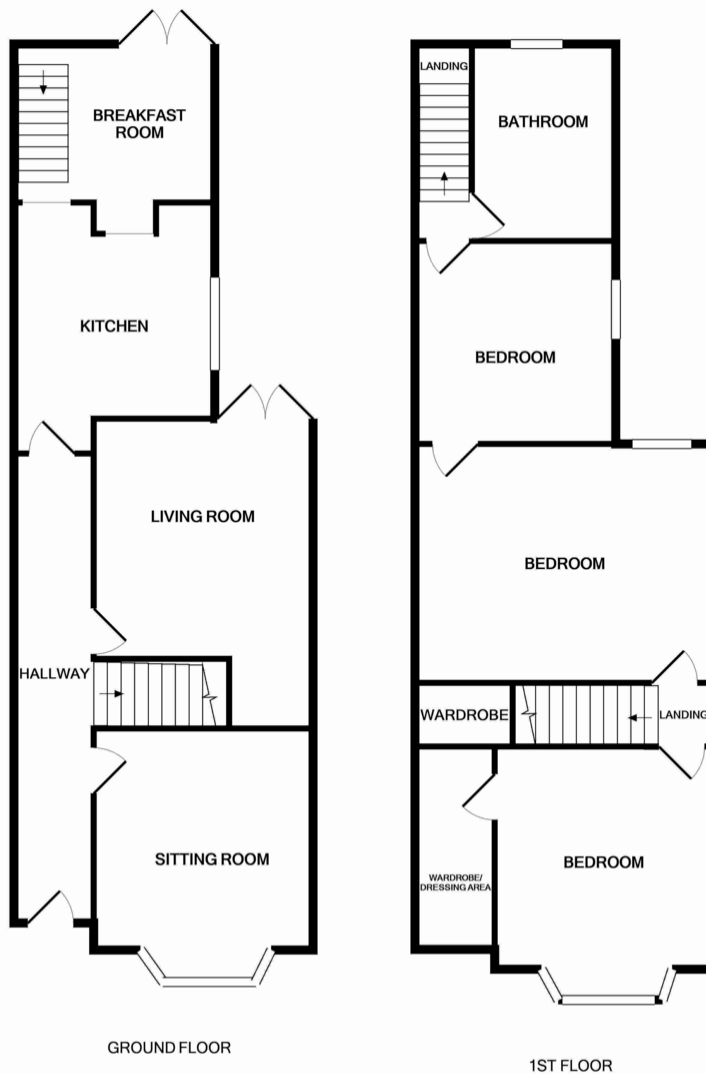 BREAKFAST
ROOM
KITCHEN
LIVING ROOM
HALLWAY
SITTING ROOM
GROUND FLOOR
LANDING
BATHROOM
BEDROOM
BEDROOM
WARDROBE
LANDING
BEDROOM
WARDROBE/
DRESSING AREA
1ST FLOOR